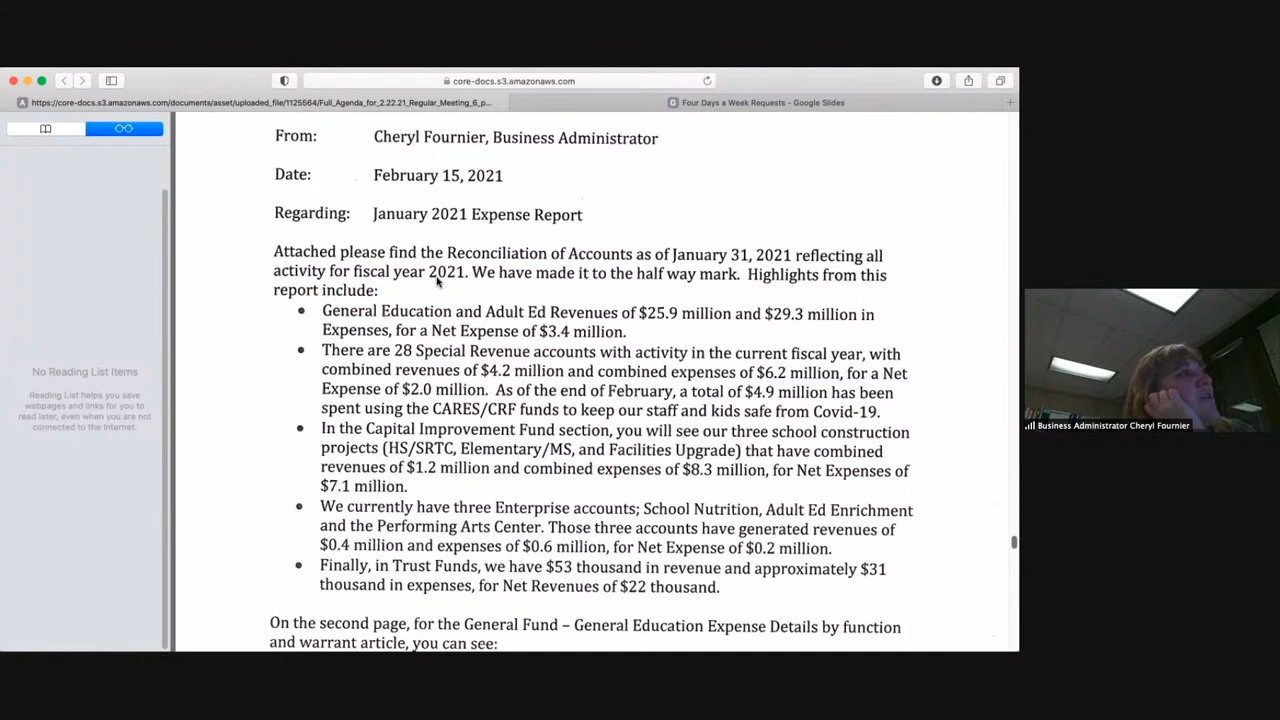 core-docs.s3.amazonaws.com
https://core-docs.s3.amazonaws.com/documents/asset/uploaded_file/1125564/Full_Agenda_for_2.22.21_Regular_Meeting_6_p...
Four Days a Week Requests - Google Slides
From: Cheryl Fournier, Business Administrator
Date: February 15, 2021
Regarding: January 2021 Expense Report
Attached please find the Reconciliation of Accounts as of January 31, 2021 reflecting all
activity for fiscal year 2021. We have made it to the half way mark. Highlights from this
report include:
• General Education and Adult Ed Revenues of $25.9 million and $29.3 million in
Expenses, for a Net Expense of $3.4 million.
• There are 28 Special Revenue accounts with activity in the current fiscal year, with
combined revenues of $4.2 million and combined expenses of $6.2 million, for a Net
Expense of $2.0 million. As of the end of February, a total of $4.9 million has been
spent using the CARES/CRF funds to keep our staff and kids safe from Covid-19.
• In the Capital Improvement Fund section, you will see our three school construction
projects (HS/SRTC, Elementary/MS, and Facilities Upgrade) that have combined
revenues of $1.2 million and combined expenses of $8.3 million, for Net Expenses of
$7.1 million.
• We currently have three Enterprise accounts; School Nutrition, Adult Ed Enrichment
and the Performing Arts Center. Those three accounts have generated revenues of
$0.4 million and expenses of $0.6 million, for Net Expense of $0.2 million.
• Finally, in Trust Funds, we have $53 thousand in revenue and approximately $31
thousand in expenses, for Net Revenues of $22 thousand.
On the second page, for the General Fund – General Education Expense Details by function
and warrant article, you can see:
No Reading List Items
Reading List helps you save
webpages and links for you to
read later, even when you are not
connected to the Internet.
Business Administrator Cheryl Fournier